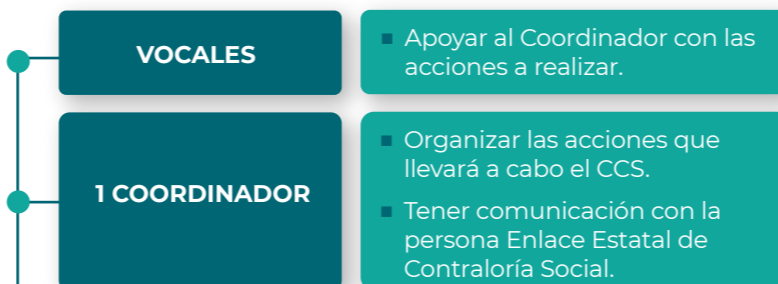 VOCALES
▪ Apoyar al Coordinador con las
acciones a realizar.
1 COORDINADOR
▪ Organizar las acciones que
llevará a cabo el CCS.
▪ Tener comunicación con la
persona Enlace Estatal de
Contraloría Social.